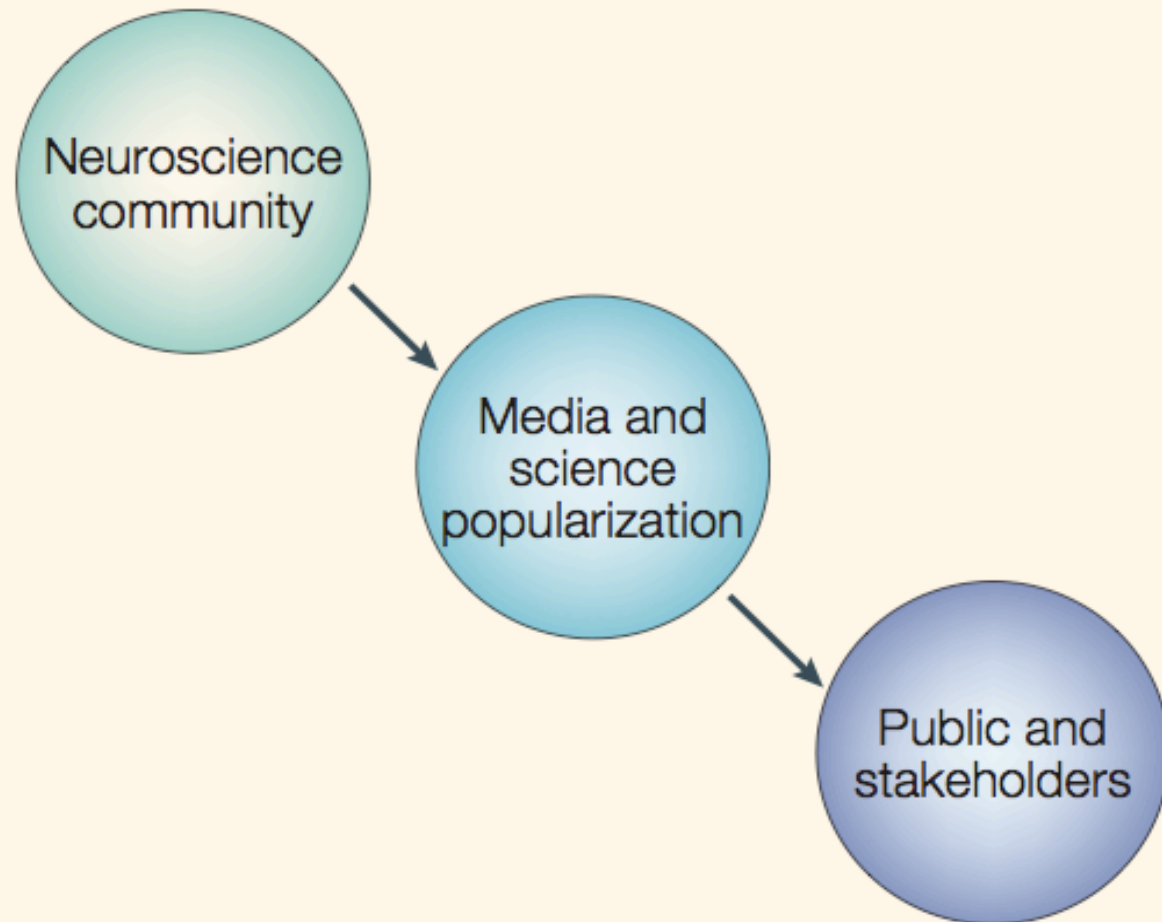 Neuroscience
community
Media and
science
popularization
Public and
stakeholders